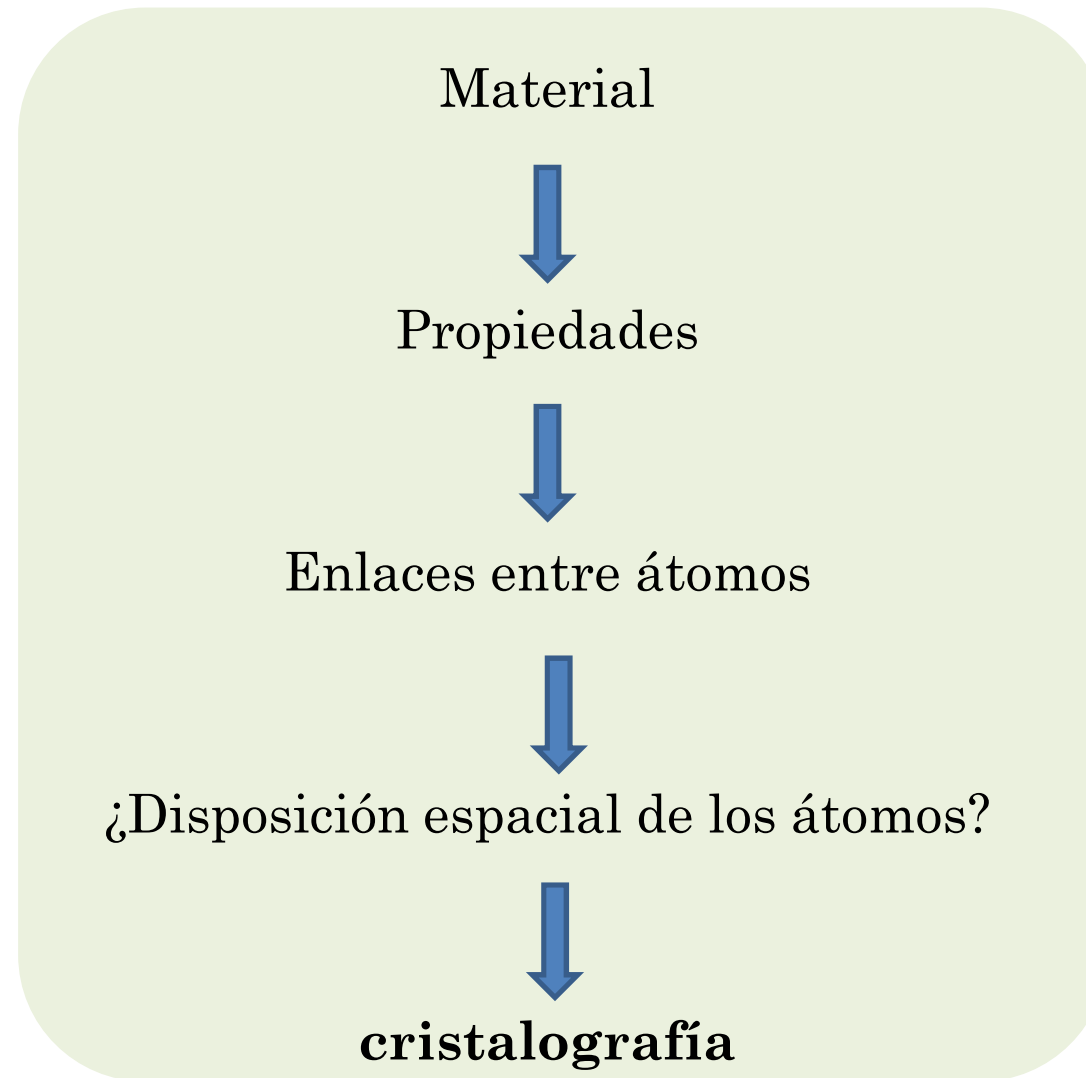 Material
Propiedades
Enlaces entre átomos
¿Disposición espacial de los átomos?
cristalografía